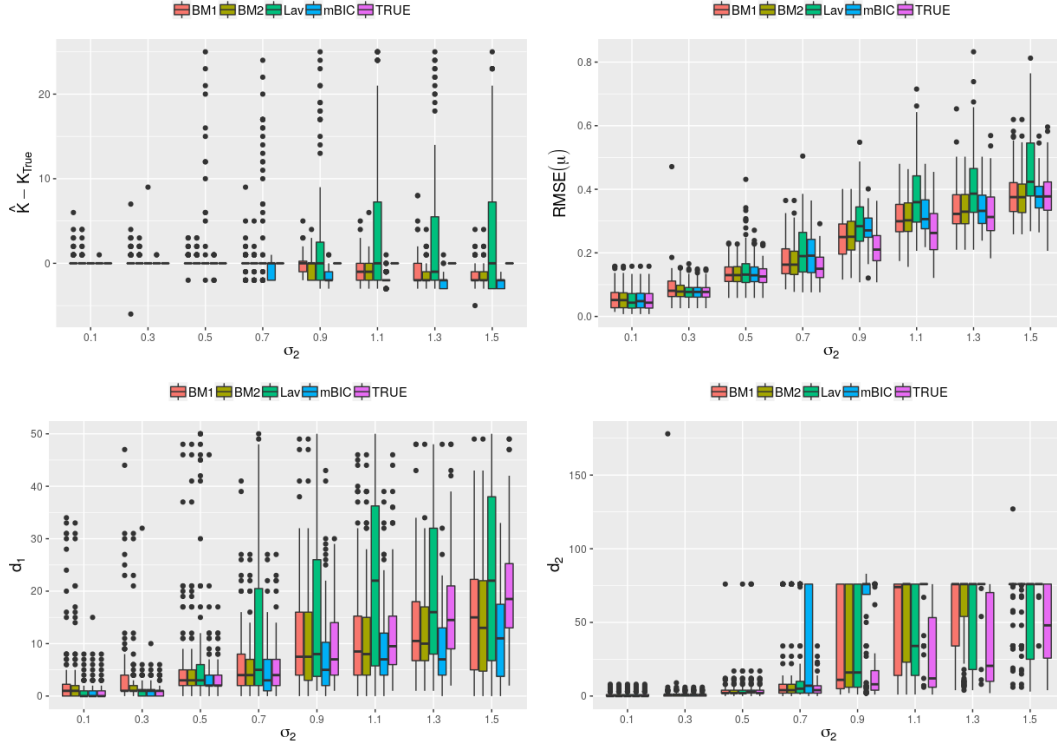 BM1 BM2 Lav mBIC TRUE
20
10
0
K̂ − K_True
0.1 0.3 0.5 0.7 0.9 1.1 1.3 1.5
σ₂
BM1 BM2 Lav mBIC TRUE
0.8
0.6
0.4
0.2
0.0
RMSE(μ)
0.1 0.3 0.5 0.7 0.9 1.1 1.3 1.5
σ₂
BM1 BM2 Lav mBIC TRUE
50
40
30
20
10
0
d₁
0.1 0.3 0.5 0.7 0.9 1.1 1.3 1.5
σ₂
BM1 BM2 Lav mBIC TRUE
150
100
50
0
d₂
0.1 0.3 0.5 0.7 0.9 1.1 1.3 1.5
σ₂